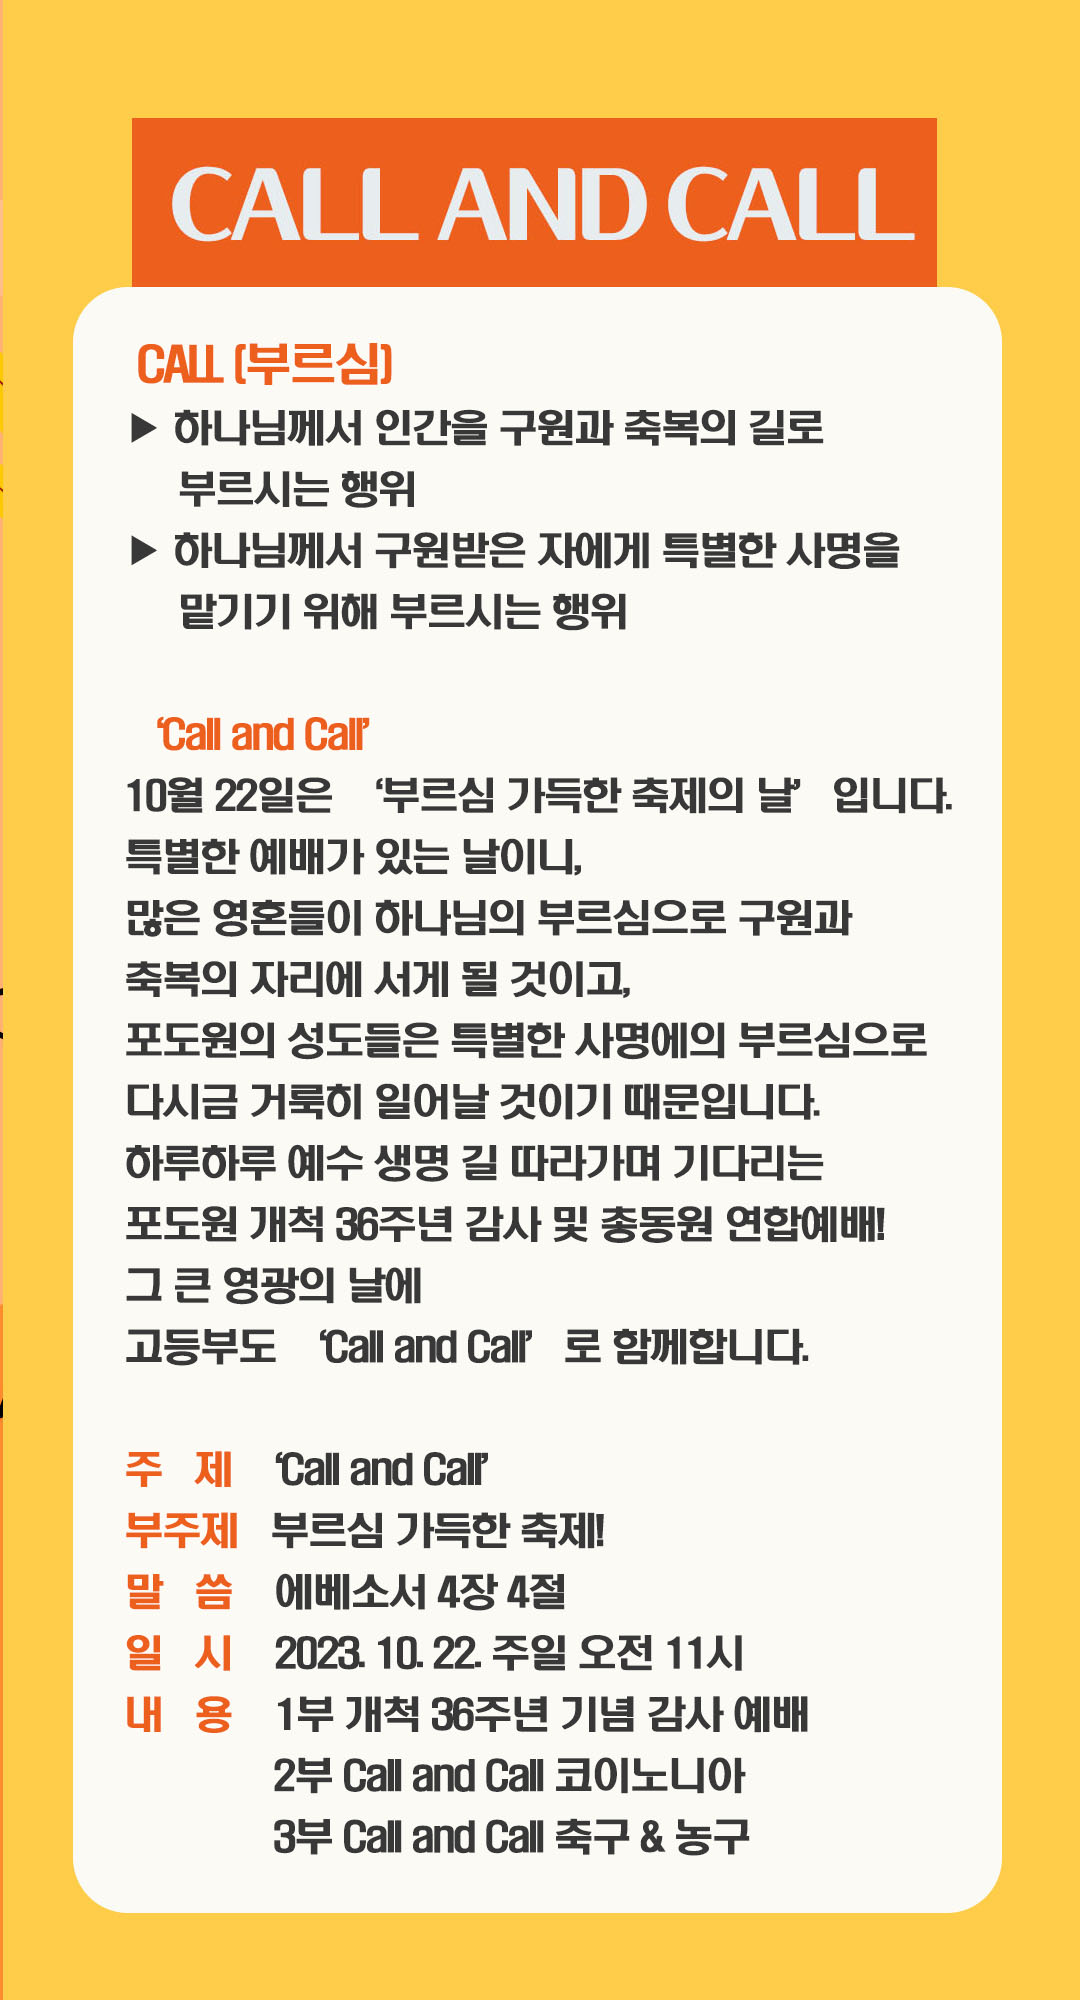 CALL AND CALL
CALL (부르심)
▶ 하나님께서 인간을 구원과 축복의 길로
부르시는 행위
▶ 하나님께서 구원받은 자에게 특별한 사명을
맡기기 위해 부르시는 행위
‘Call and Call’
10월 22일은 ‘부르심 가득한 축제의 날’ 입니다.
특별한 예배가 있는 날이니,
많은 영혼들이 하나님의 부르심으로 구원과
축복의 자리에 서게 될 것이고,
포도원의 성도들은 특별한 사명에의 부르심으로
다시금 거룩히 일어날 것이기 때문입니다.
하루하루 예수 생명 길 따라가며 기다리는
포도원 개척 36주년 감사 및 총동원 연합예배!
그 큰 영광의 날에
고등부도 ‘Call and Call’ 로 함께합니다.
주 제 ‘Call and Call’
부주제 부르심 가득한 축제!
말 씀 에베소서 4장 4절
일 시 2023. 10. 22. 주일 오전 11시
내 용 1부 개척 36주년 기념 감사 예배
2부 Call and Call 코이노니아
3부 Call and Call 축구 & 농구